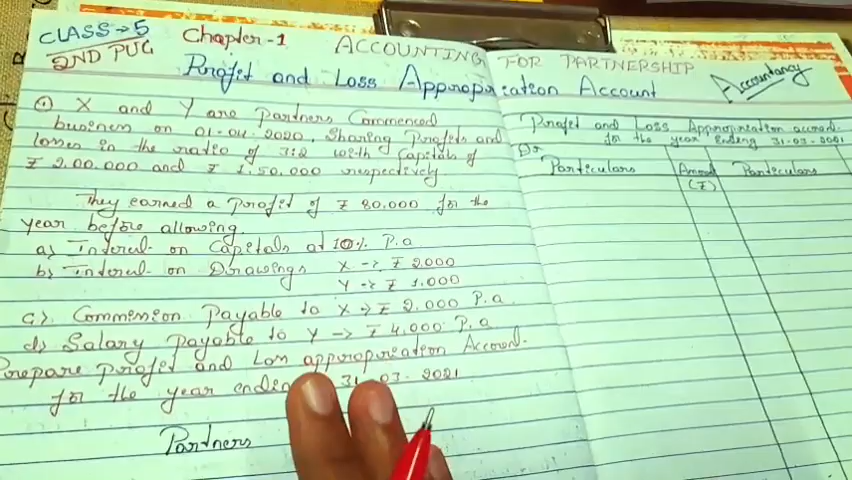 CLASS → 5
2ND PUC
Chapter-1
ACCOUNTING FOR PARTNERSHIP
Profit and Loss Appropriation Account
Accountancy
① X and Y are Partners Commenced
business on 01-04-2020, Sharing Profits and
losses in the ratio of 3:2 with Capitals of
₹ 2,00,000 and ₹ 1,50,000 respectively
They earned a profit of ₹ 80,000 for the
year before allowing.
a) Interest on Capitals at 10% P.a
b) Interest on Drawings X → ₹ 2,000
Y → ₹ 1,000
c) Commission Payable to X → ₹ 2,000 P.a
d) Salary Payable to Y → ₹ 4,000 P.a
Prepare profit and Loss appropriation Account
for the year ending 31-03-2021
Partners
Profit and Loss Appropriation account
for the year ending 31-03-2021
Dr
Particulars
Amount
(₹)
Particulars